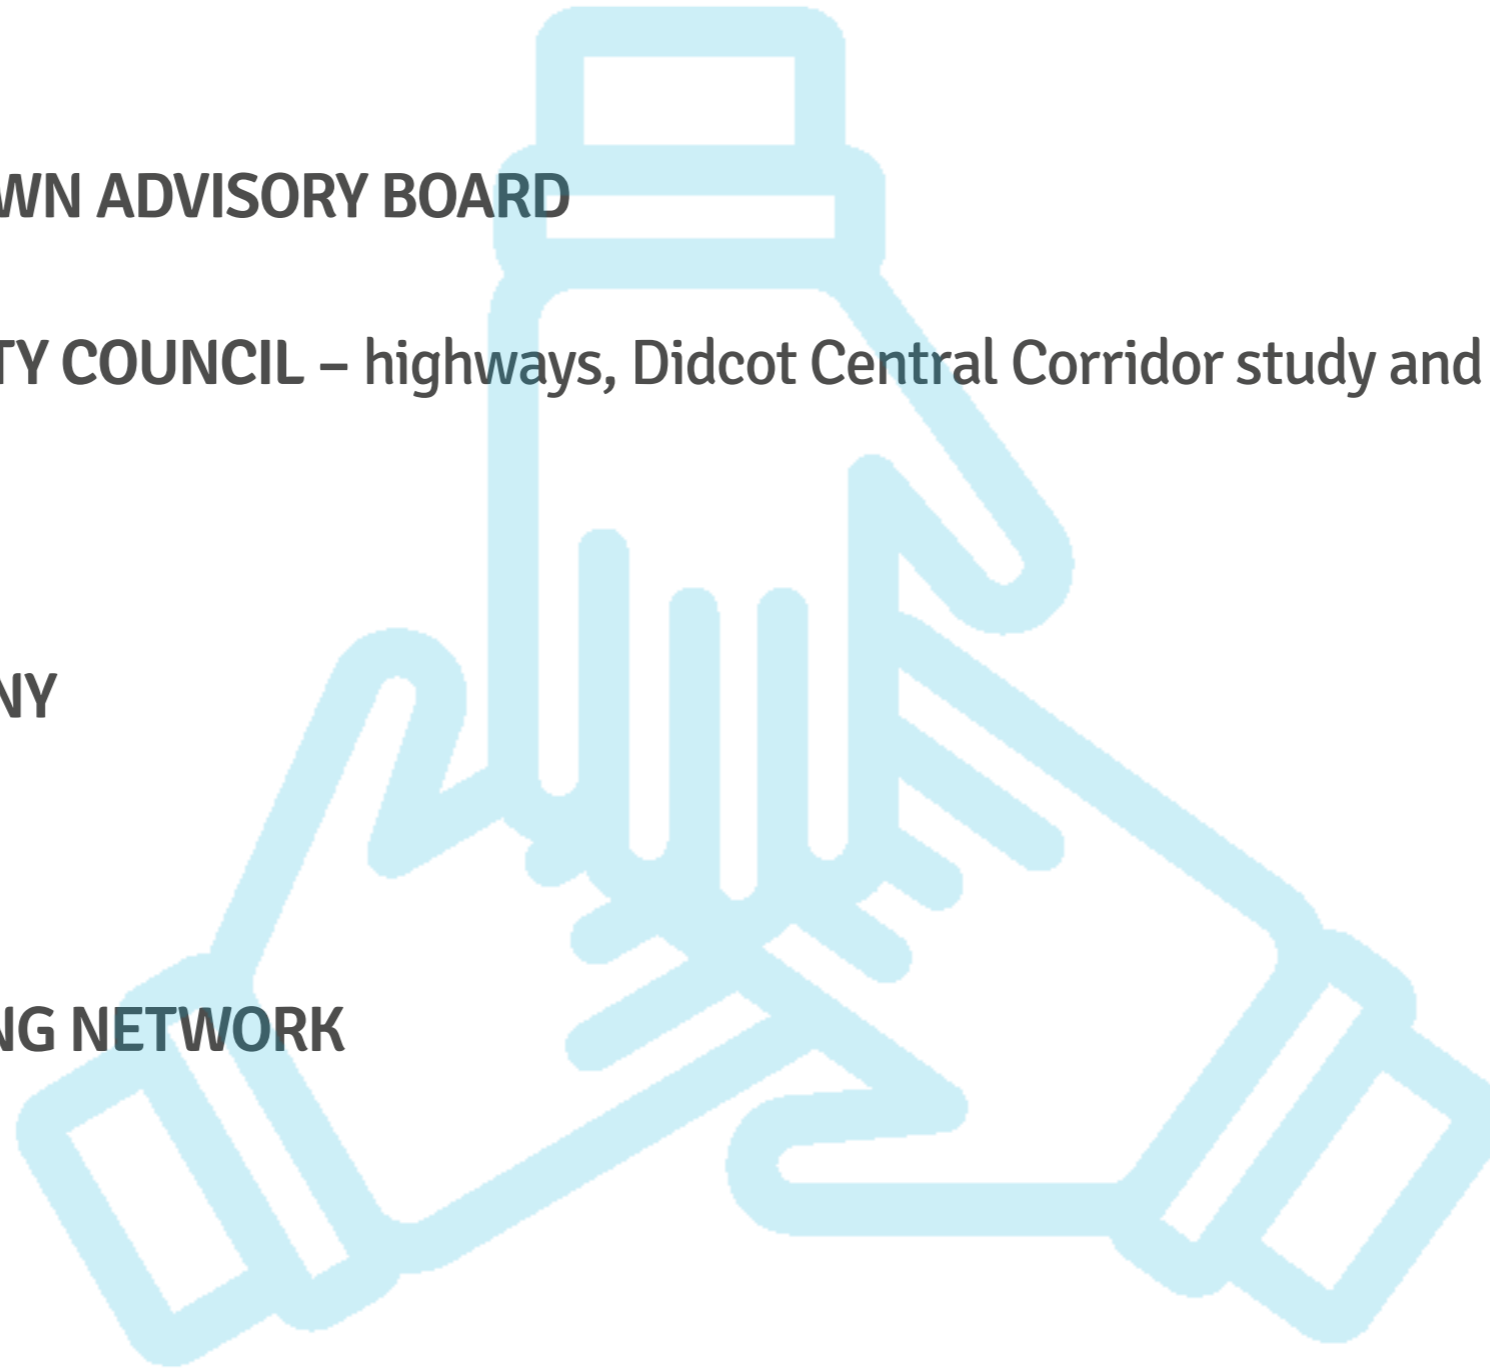 WN ADVISORY BOARD
TY COUNCIL – highways, Didcot Central Corridor study and
NY
NG NETWORK